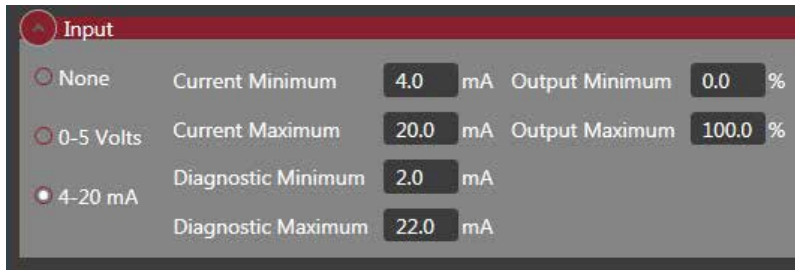 Input
None Current Minimum 4.0 mA Output Minimum 0.0 %
0-5 Volts Current Maximum 20.0 mA Output Maximum 100.0 %
4-20 mA Diagnostic Minimum 2.0 mA
Diagnostic Maximum 22.0 mA